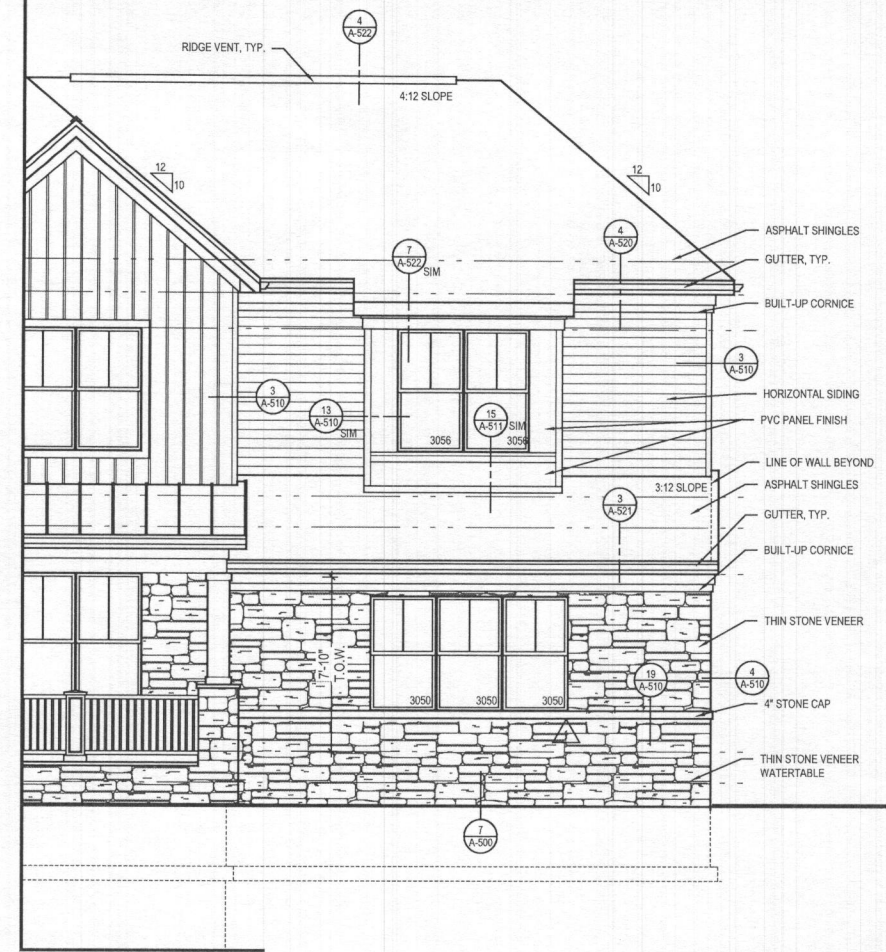 4
A-522
RIDGE VENT, TYP.
4:12 SLOPE
12
10
12
10
4
A-520
ASPHALT SHINGLES
7
A-522
SIM
GUTTER, TYP.
BUILT-UP CORNICE
3
A-510
3
A-510
HORIZONTAL SIDING
13
A-510
SIM
15
A-511
SIM
PVC PANEL FINISH
3056
3056
LINE OF WALL BEYOND
3:12 SLOPE
ASPHALT SHINGLES
3
A-521
GUTTER, TYP.
BUILT-UP CORNICE
THIN STONE VENEER
7'-10"
T.O.W.
19
A-510
4
A-510
3050
3050
3050
4" STONE CAP
1
THIN STONE VENEER
WATERTABLE
7
A-500